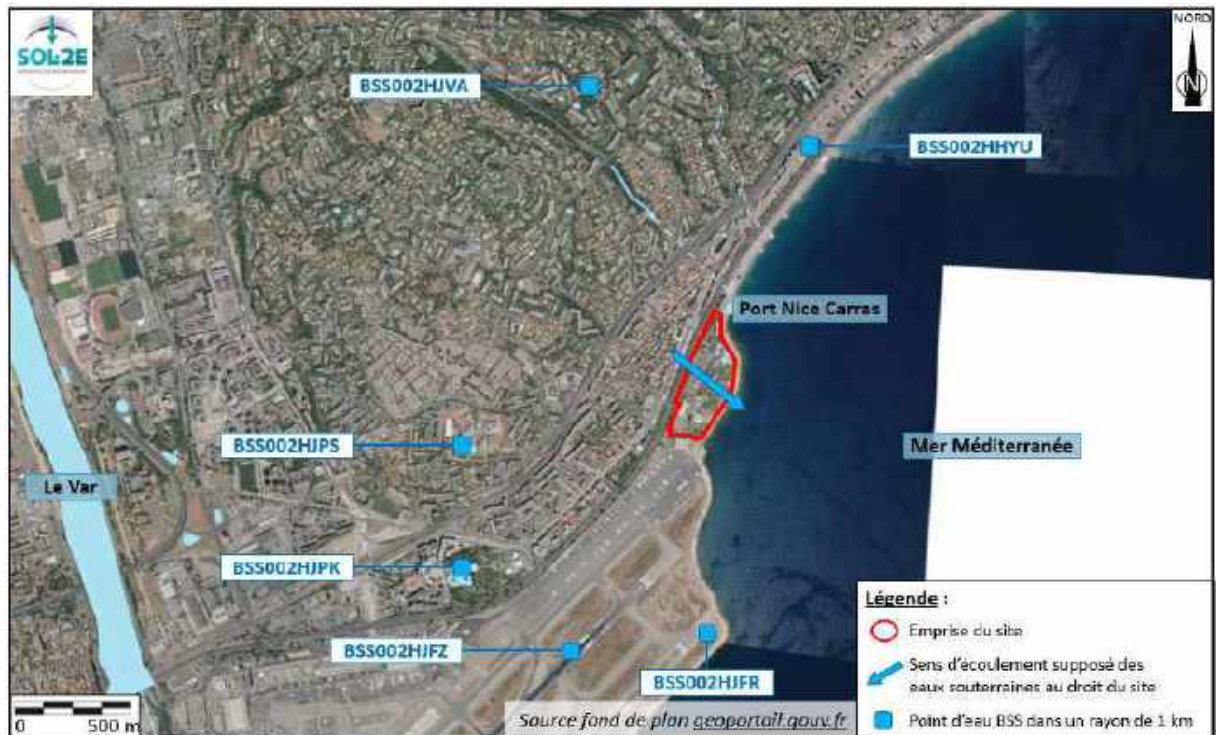 SOL2E
NORD
N
BSS002HJVA
BSS002HHYU
Port Nice Carras
BSS002HJPS
Mer Méditerranée
Le Var
BSS002HJPK
BSS002HJFZ
BSS002HJFR
Légende :
Emprise du site
Sens d'écoulement supposé des
eaux souterraines au droit du site
Point d'eau BSS dans un rayon de 1 km
0 500 m
Source fond de plan geoportail.gouv.fr